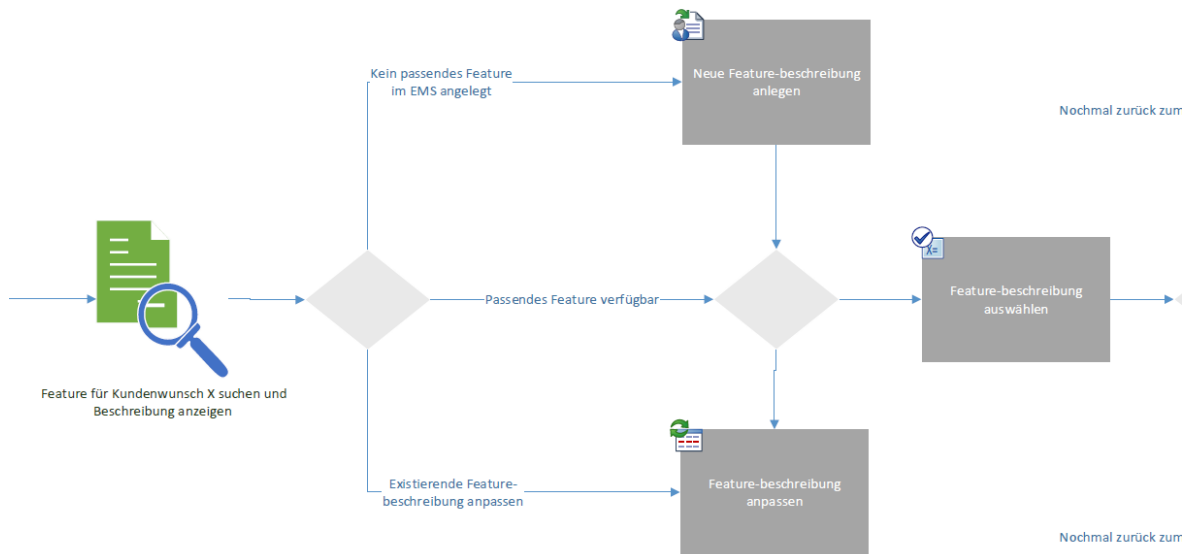 Kein passendes Feature
im EMS angelegt
Neue Feature-beschreibung
anlegen
Nochmal zurück zum
X=
Passendes Feature verfügbar
Feature-beschreibung
auswählen
Feature für Kundenwunsch X suchen und
Beschreibung anzeigen
Existierende Feature-
beschreibung anpassen
Feature-beschreibung
anpassen
Nochmal zurück zum